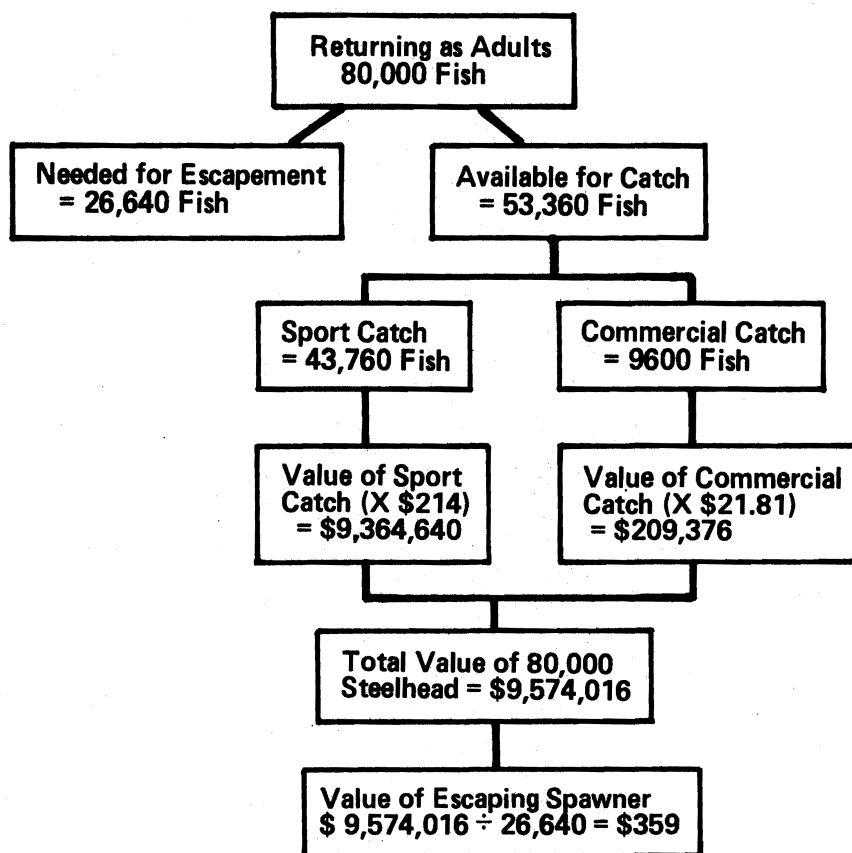 Returning as Adults
80,000 Fish
Needed for Escapement
= 26,640 Fish
Available for Catch
= 53,360 Fish
Sport Catch
= 43,760 Fish
Commercial Catch
= 9600 Fish
Value of Sport
Catch (X $214)
= $9,364,640
Value of Commercial
Catch (X $21.81)
= $209,376
Total Value of 80,000
Steelhead = $9,574,016
Value of Escaping Spawner
$ 9,574,016 ÷ 26,640 = $359